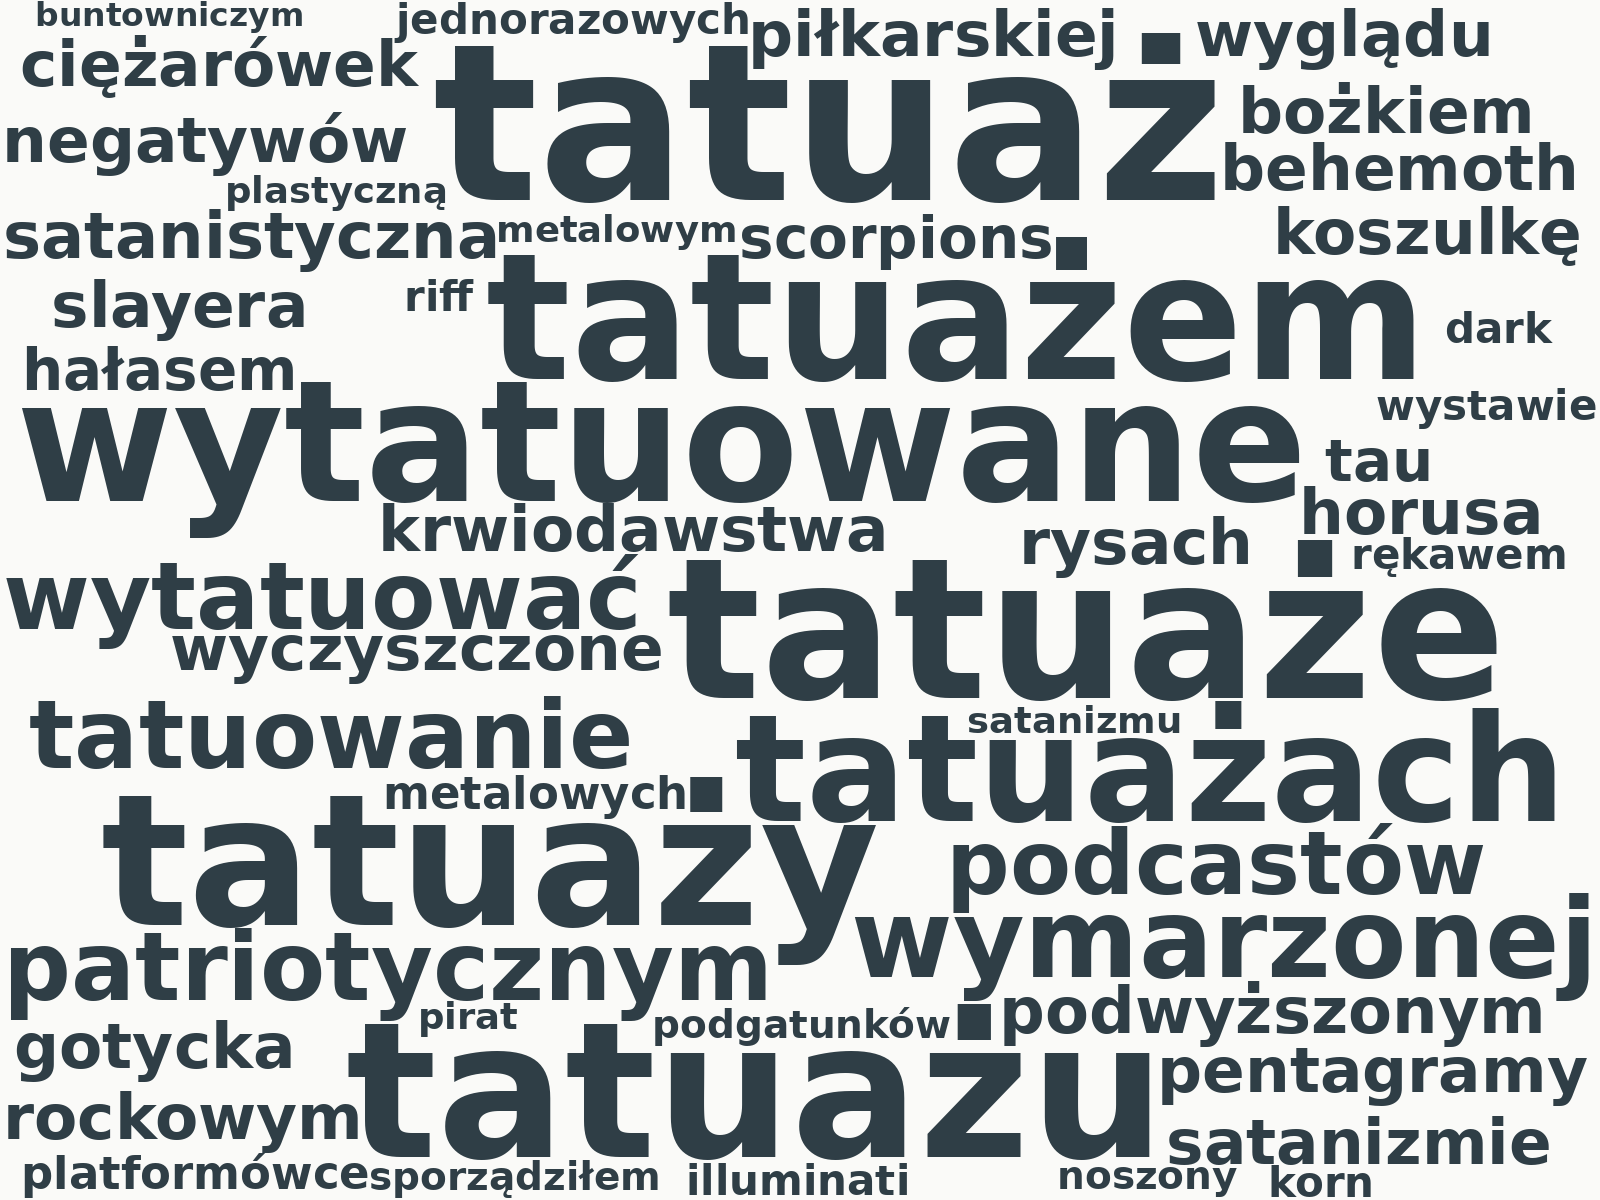 buntowniczym
jednorazowych
piłkarskiej
wyglądu
ciężarówek
tatuaż
bożkiem
negatywów
behemoth
plastyczną
satanistyczna
metalowym
scorpions
koszulkę
slayera
riff
tatuażem
dark
hałasem
wystawie
wytatuowane
tau
krwiodawstwa
rysach
horusa
rękawem
wytatuować
tatuaże
wyczyszczone
tatuowanie
satanizmu
tatuażach
metalowych
tatuaży
podcastów
wymarzonej
patriotycznym
pirat
podgatunków
podwyższonym
gotycka
tatuażu
pentagramy
rockowym
satanizmie
platformówce
sporządziłem
illuminati
noszony
korn